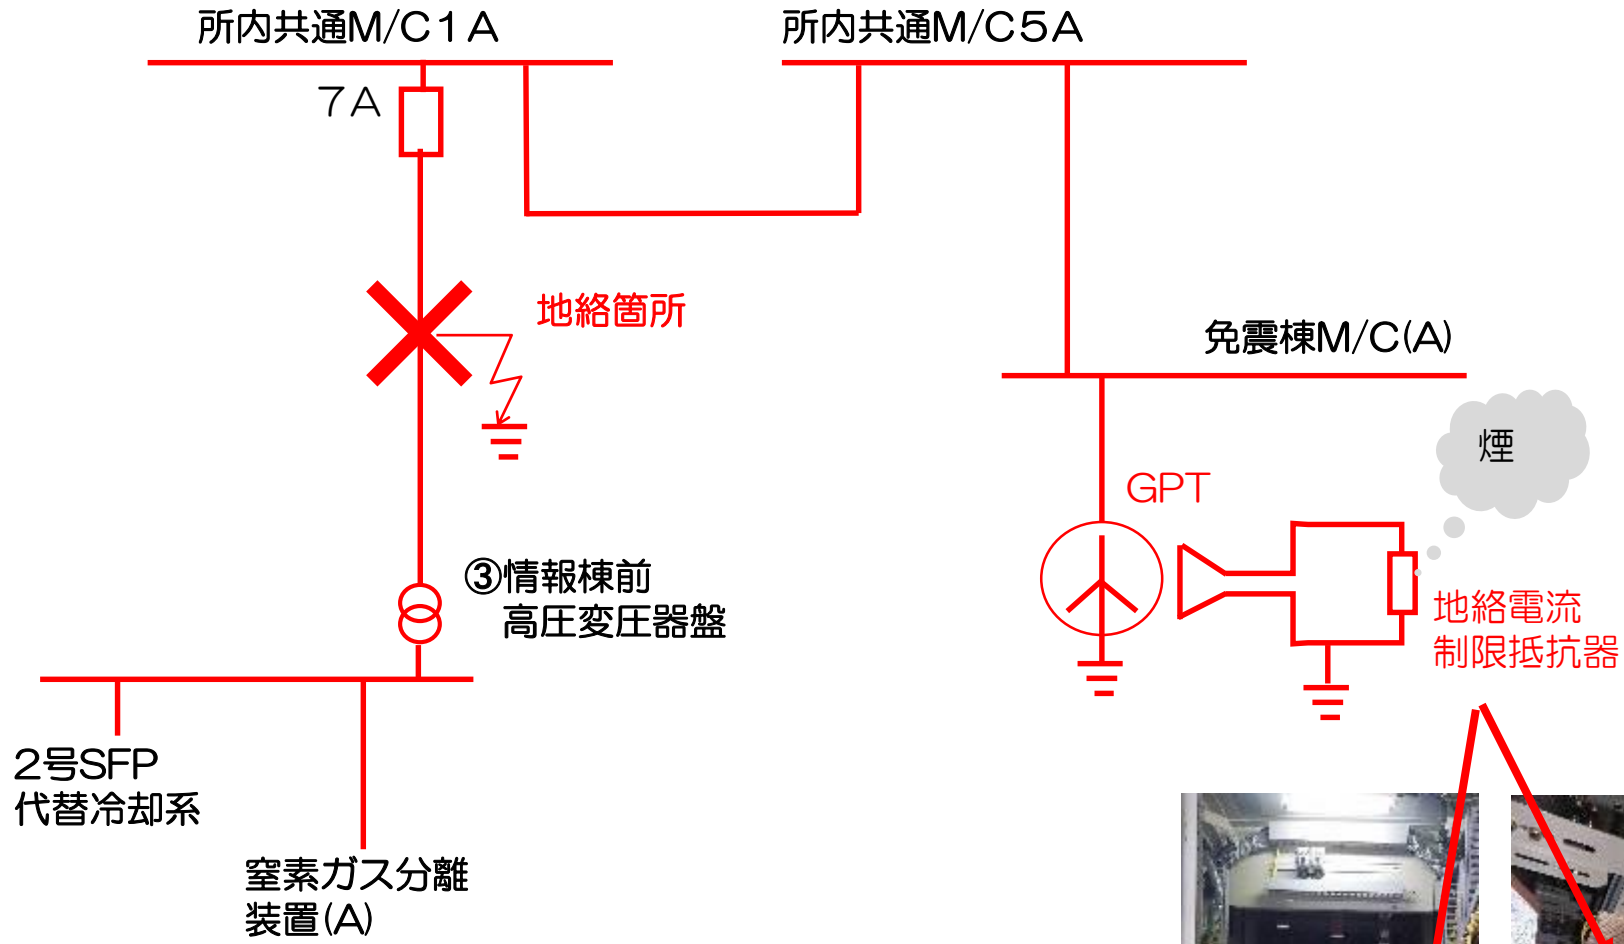 所内共通M/C1A
所内共通M/C5A
7A
地絡箇所
免震棟M/C(A)
煙
GPT
③情報棟前
高圧変圧器盤
地絡電流
制限抵抗器
2号SFP
代替冷却系
窒素ガス分離
装置(A)